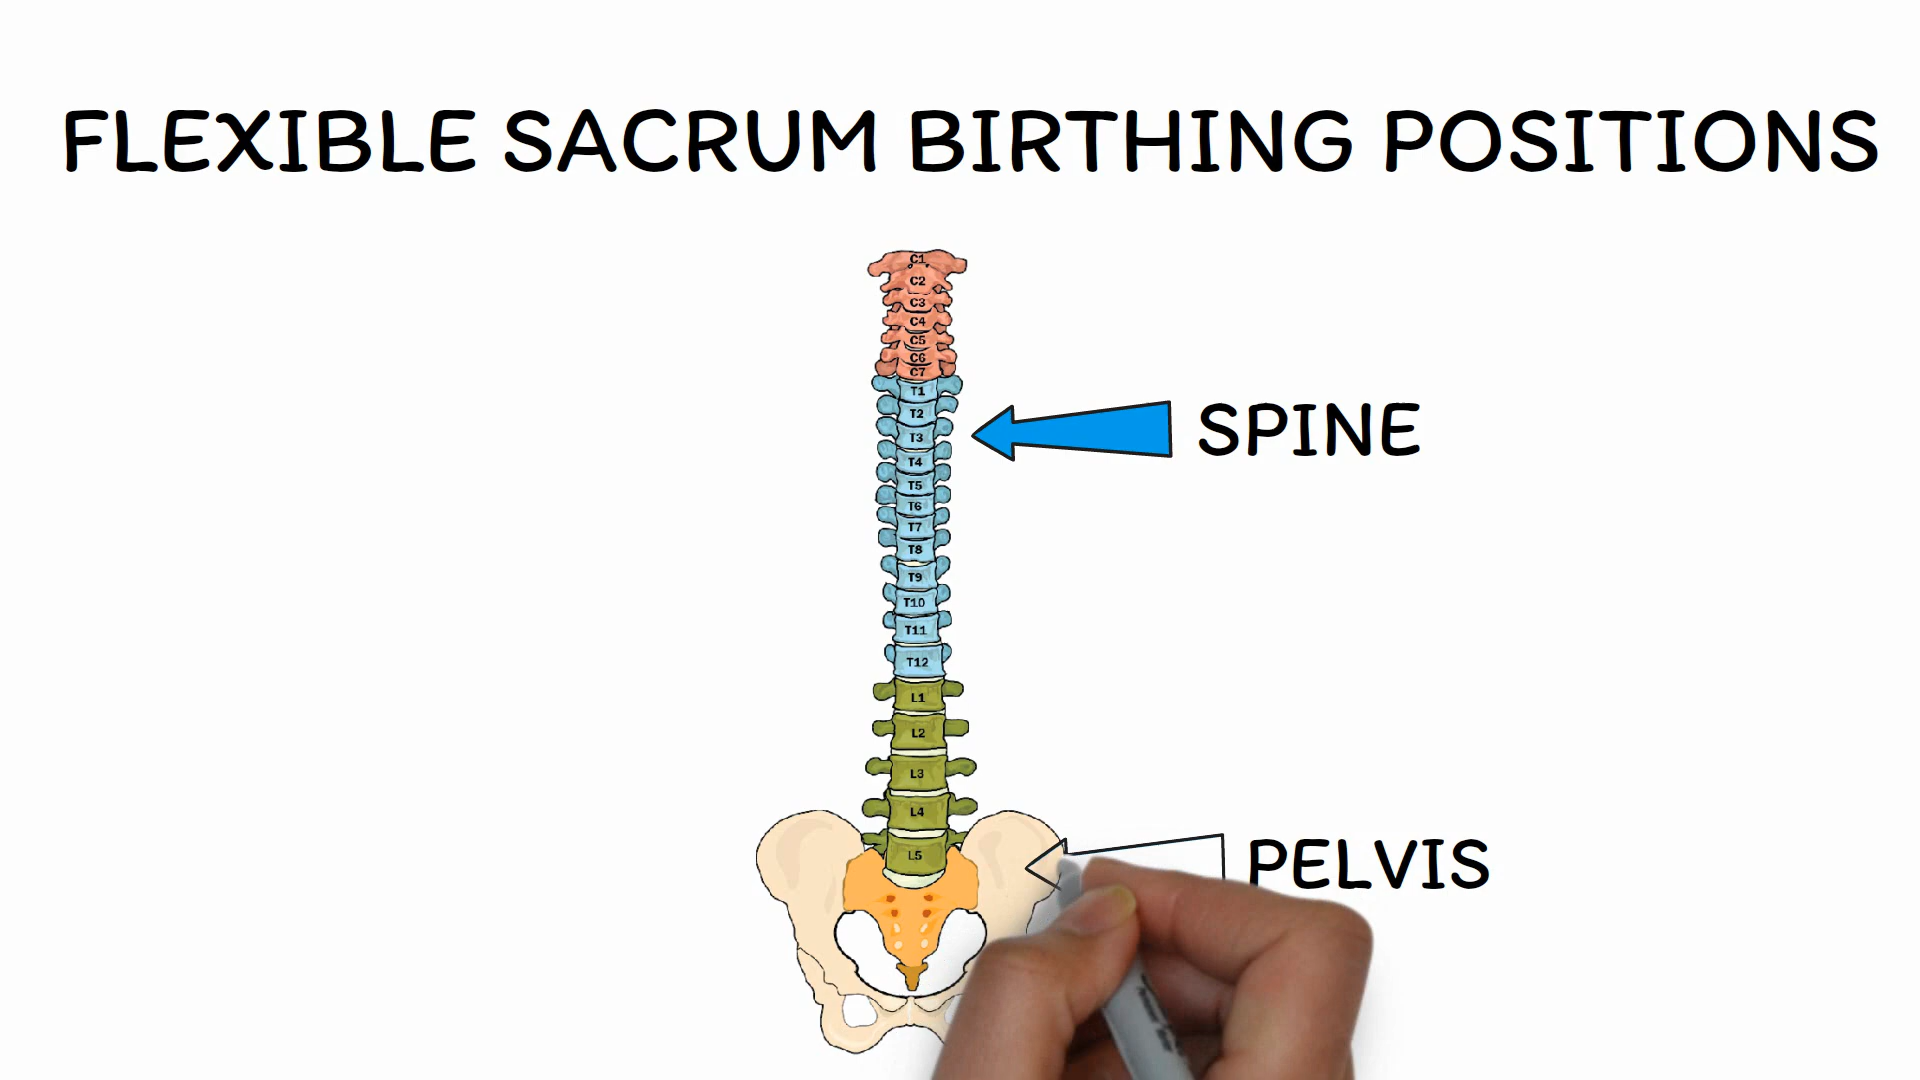 FLEXIBLE SACRUM BIRTHING POSITIONS
C1
C2
C3
C4
C5
C6
C7
T1
T2
T3
SPINE
T4
T5
T6
T7
T8
T9
T10
T11
T12
L1
L2
L3
L4
L5
PELVIS